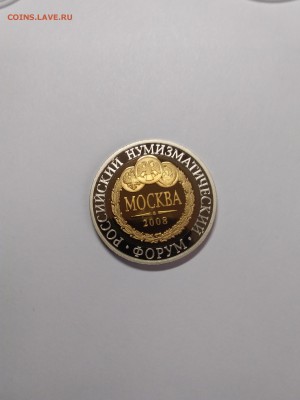 COINS.LAVE.RU
РОССИЙСКИЙ НУМИЗМАТИЧЕСКИЙ
МОСКВА
2008
• ФОРУМ •